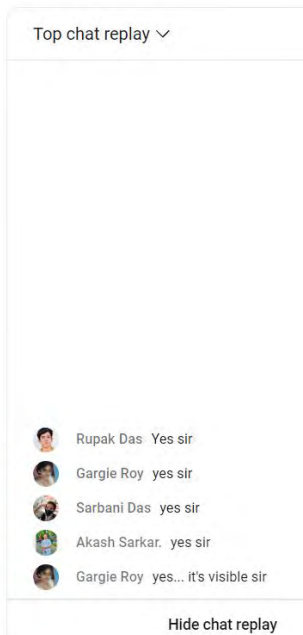 Top chat replay
Rupak Das Yes sir
Gargie Roy yes sir
Sarbani Das yes sir
Akash Sarkar. yes sir
Gargie Roy yes... it's visible sir
Hide chat replay